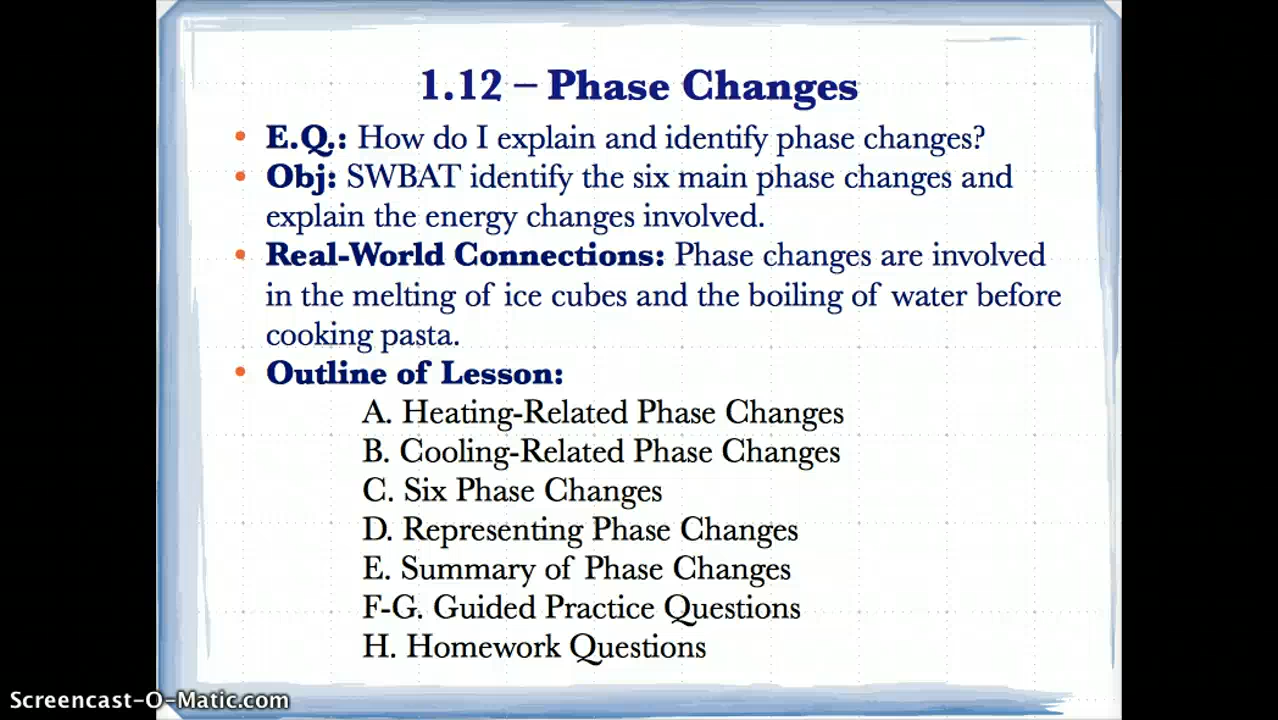 1.12 – Phase Changes
• E.Q.: How do I explain and identify phase changes?
• Obj: SWBAT identify the six main phase changes and
explain the energy changes involved.
• Real-World Connections: Phase changes are involved
in the melting of ice cubes and the boiling of water before
cooking pasta.
• Outline of Lesson:
A. Heating-Related Phase Changes
B. Cooling-Related Phase Changes
C. Six Phase Changes
D. Representing Phase Changes
E. Summary of Phase Changes
F-G. Guided Practice Questions
H. Homework Questions
Screencast-O-Matic.com